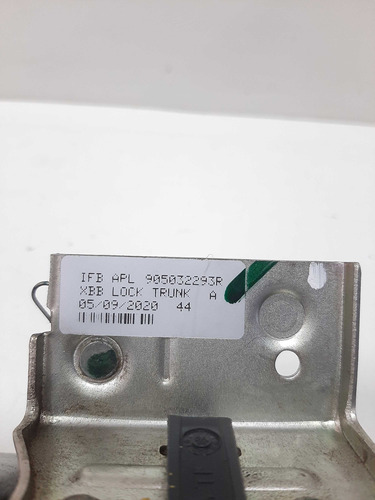 IFB APL 905032293R
XBB LOCK TRUNK A
05/09/2020 44